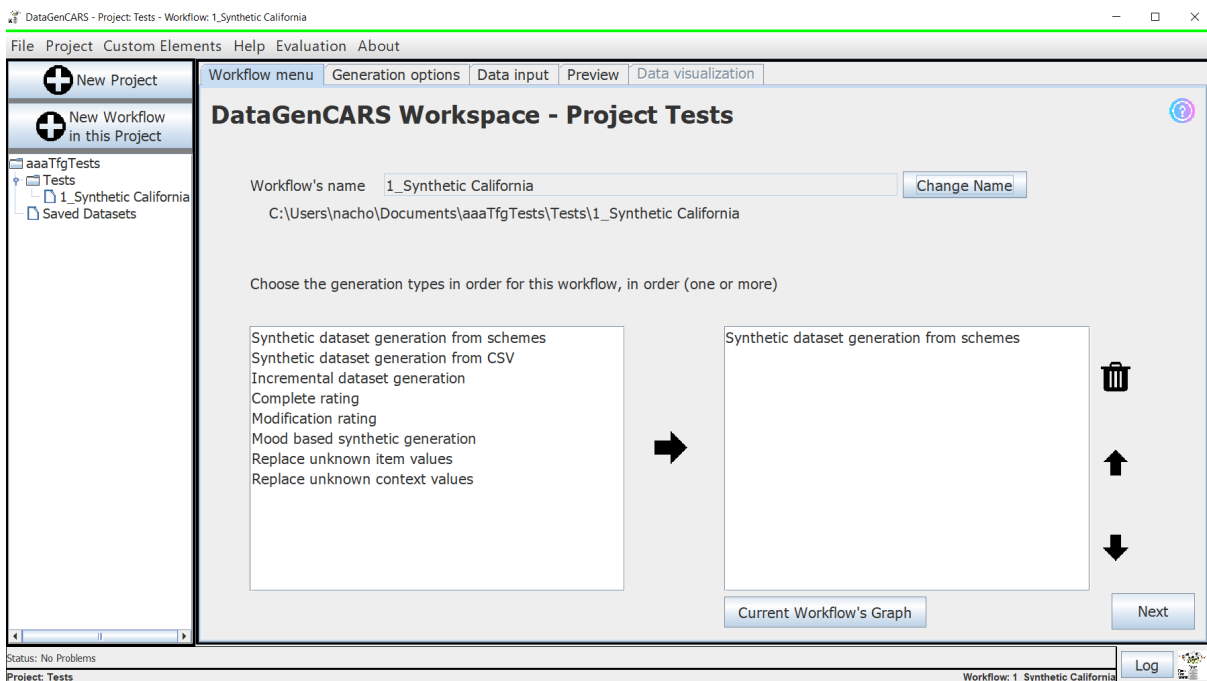 DataGenCARS - Project: Tests - Workflow: 1_Synthetic California
File Project Custom Elements Help Evaluation About
New Project
New Workflow
in this Project
aaaTfgTests
Tests
1_Synthetic California
Saved Datasets
Workflow menu Generation options Data input Preview Data visualization
DataGenCARS Workspace - Project Tests
?
Workflow's name 1_Synthetic California Change Name
C:\Users\nacho\Documents\aaaTfgTests\Tests\1_Synthetic California
Choose the generation types in order for this workflow, in order (one or more)
Synthetic dataset generation from schemes
Synthetic dataset generation from CSV
Incremental dataset generation
Complete rating
Modification rating
Mood based synthetic generation
Replace unknown item values
Replace unknown context values
Synthetic dataset generation from schemes
Current Workflow's Graph
Next
Status: No Problems
Log
Project: Tests
Workflow: 1_Synthetic California